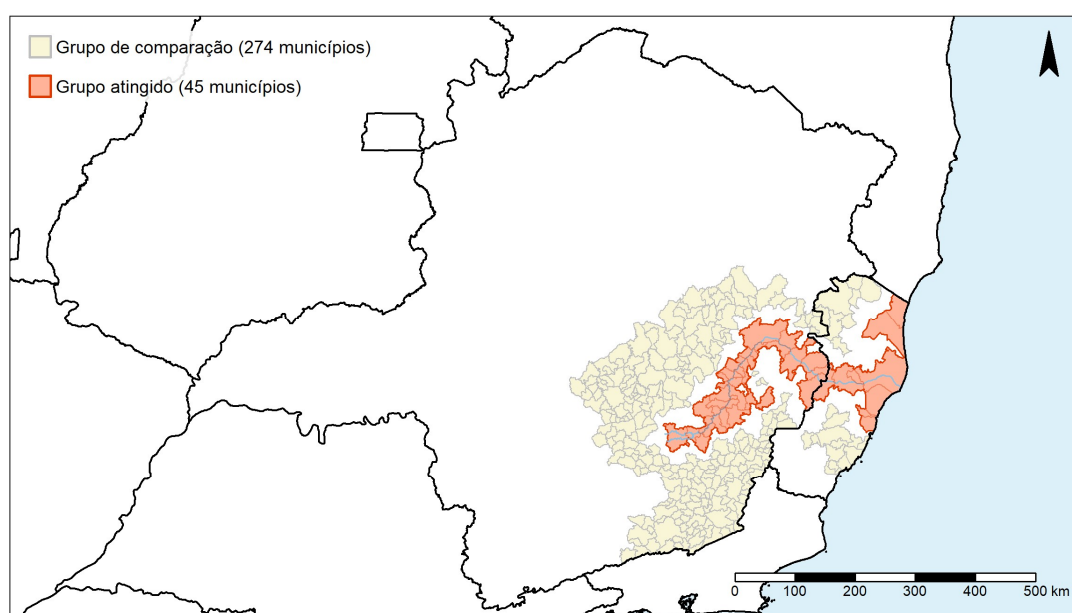 Grupo de comparação (274 municípios)
Grupo atingido (45 municípios)
0 100 200 300 400 500 km